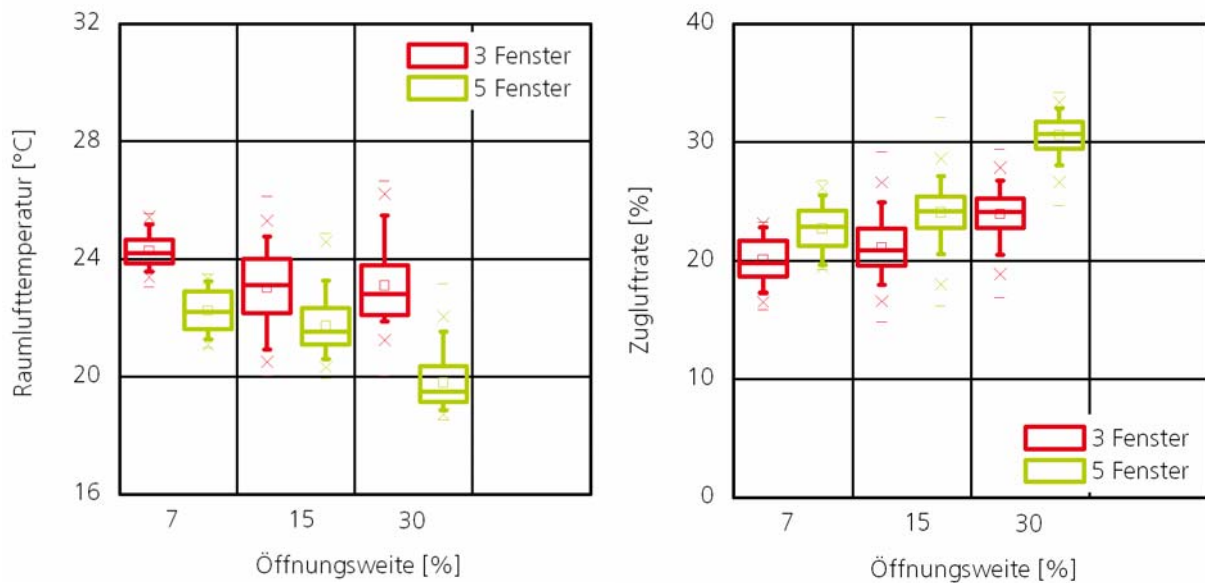 32
28
24
20
16
Raumlufttemperatur [°C]
3 Fenster
5 Fenster
7
15
30
Öffnungsweite [%]
40
30
20
10
0
Zugluftrate [%]
3 Fenster
5 Fenster
7
15
30
Öffnungsweite [%]